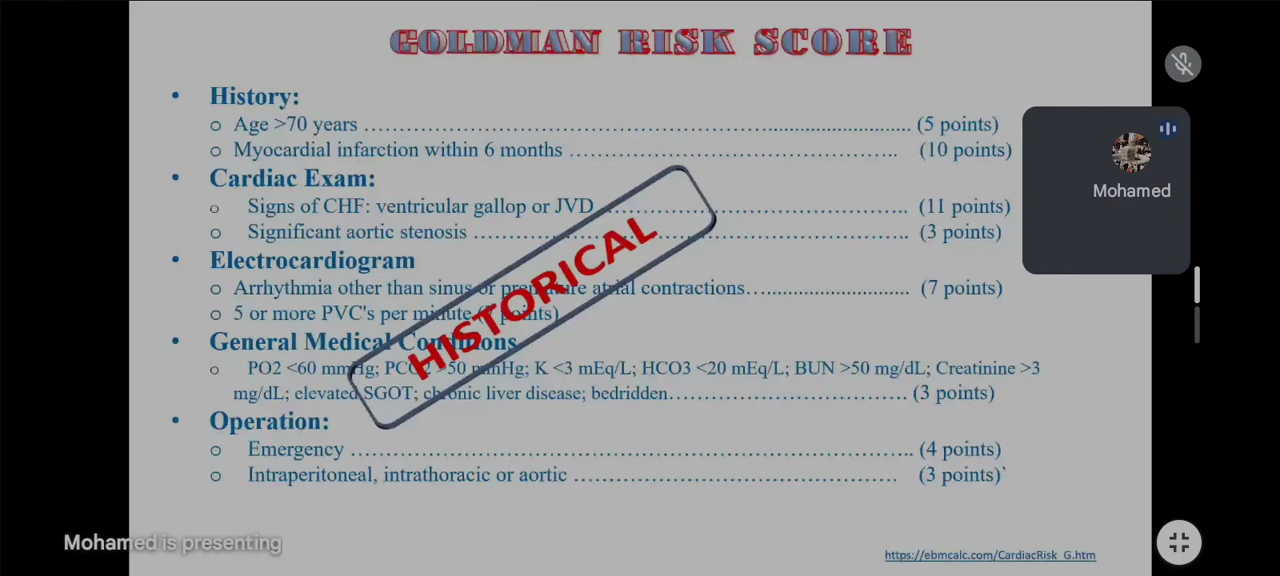 GOLDMAN RISK SCORE
• History:
o Age >70 years ........................................................ (5 points)
o Myocardial infarction within 6 months ........................................ (10 points)
Mohamed
• Cardiac Exam:
o Signs of CHF: ventricular gallop or JVD ...................................... (11 points)
o Significant aortic stenosis .................................................. (3 points)
HISTORICAL
• Electrocardiogram
o Arrhythmia other than sinus or premature atrial contractions........................... (7 points)
o 5 or more PVC's per minute ( points)
• General Medical Conditions
o PO2 <60 mmHg; PCO2 >50 mmHg; K <3 mEq/L; HCO3 <20 mEq/L; BUN >50 mg/dL; Creatinine >3
mg/dL; elevated SGOT; chronic liver disease; bedridden.............................. (3 points)
• Operation:
o Emergency .................................................................. (4 points)
o Intraperitoneal, intrathoracic or aortic ...................................... (3 points)`
Mohamed is presenting
https://ebmcalc.com/CardiacRisk_G.htm